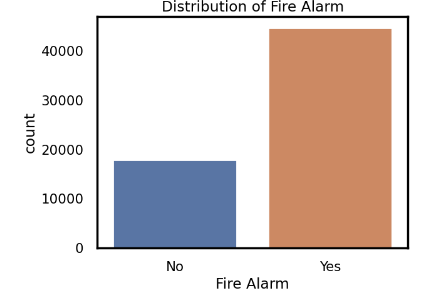 Distribution of Fire Alarm
40000
30000
20000
10000
0
count
No Yes
Fire Alarm